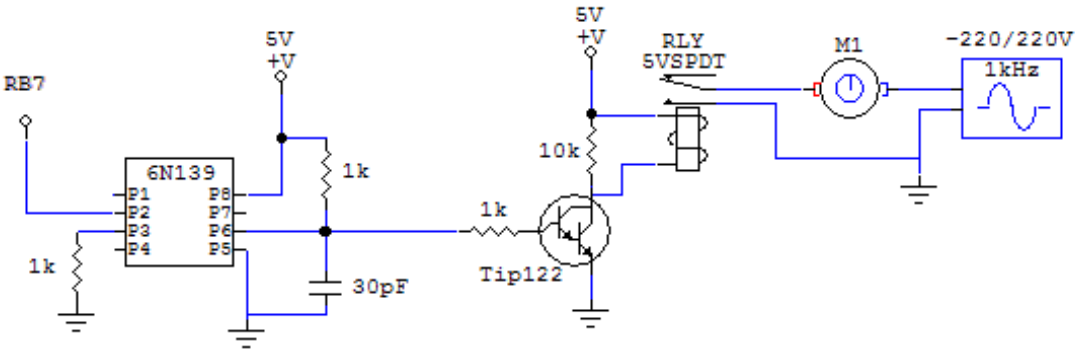 RB7
5V
+V
6N139
P1
P2
P3
P4
P8
P7
P6
P5
1k
1k
30pF
1k
Tip122
5V
+V
10k
RLY
5VSPDT
M1
-220/220V
1kHz